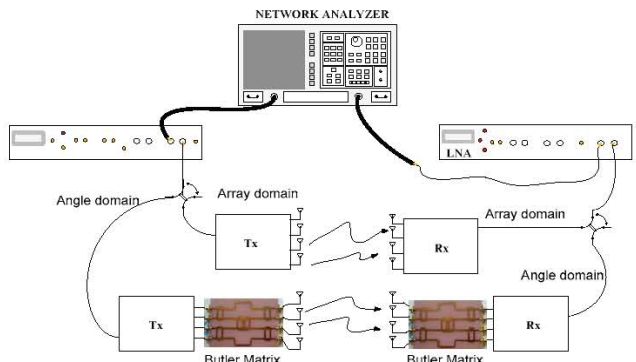 NETWORK ANALYZER
LNA
Angle domain
Array domain
Array domain
Tx
Rx
Angle domain
Tx
Rx
Butler Matrix
Butler Matrix